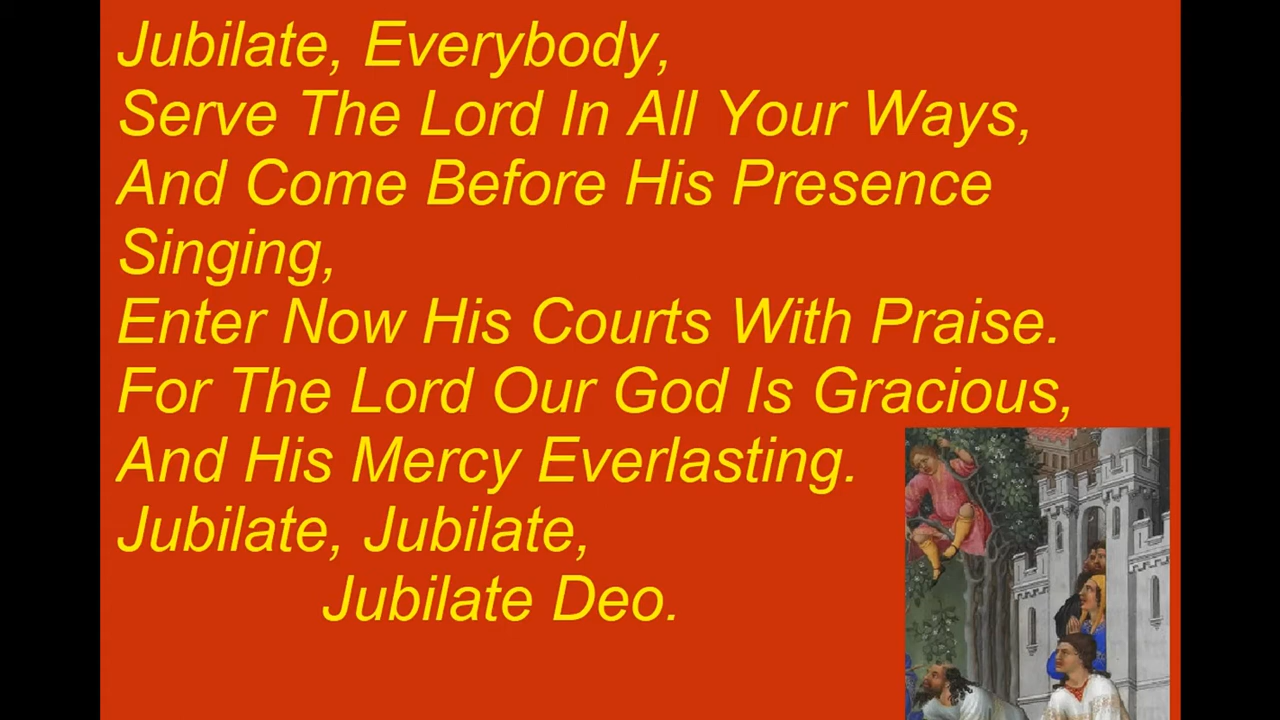 Jubilate, Everybody,
Serve The Lord In All Your Ways,
And Come Before His Presence
Singing,
Enter Now His Courts With Praise.
For The Lord Our God Is Gracious,
And His Mercy Everlasting.
Jubilate, Jubilate,
Jubilate Deo.